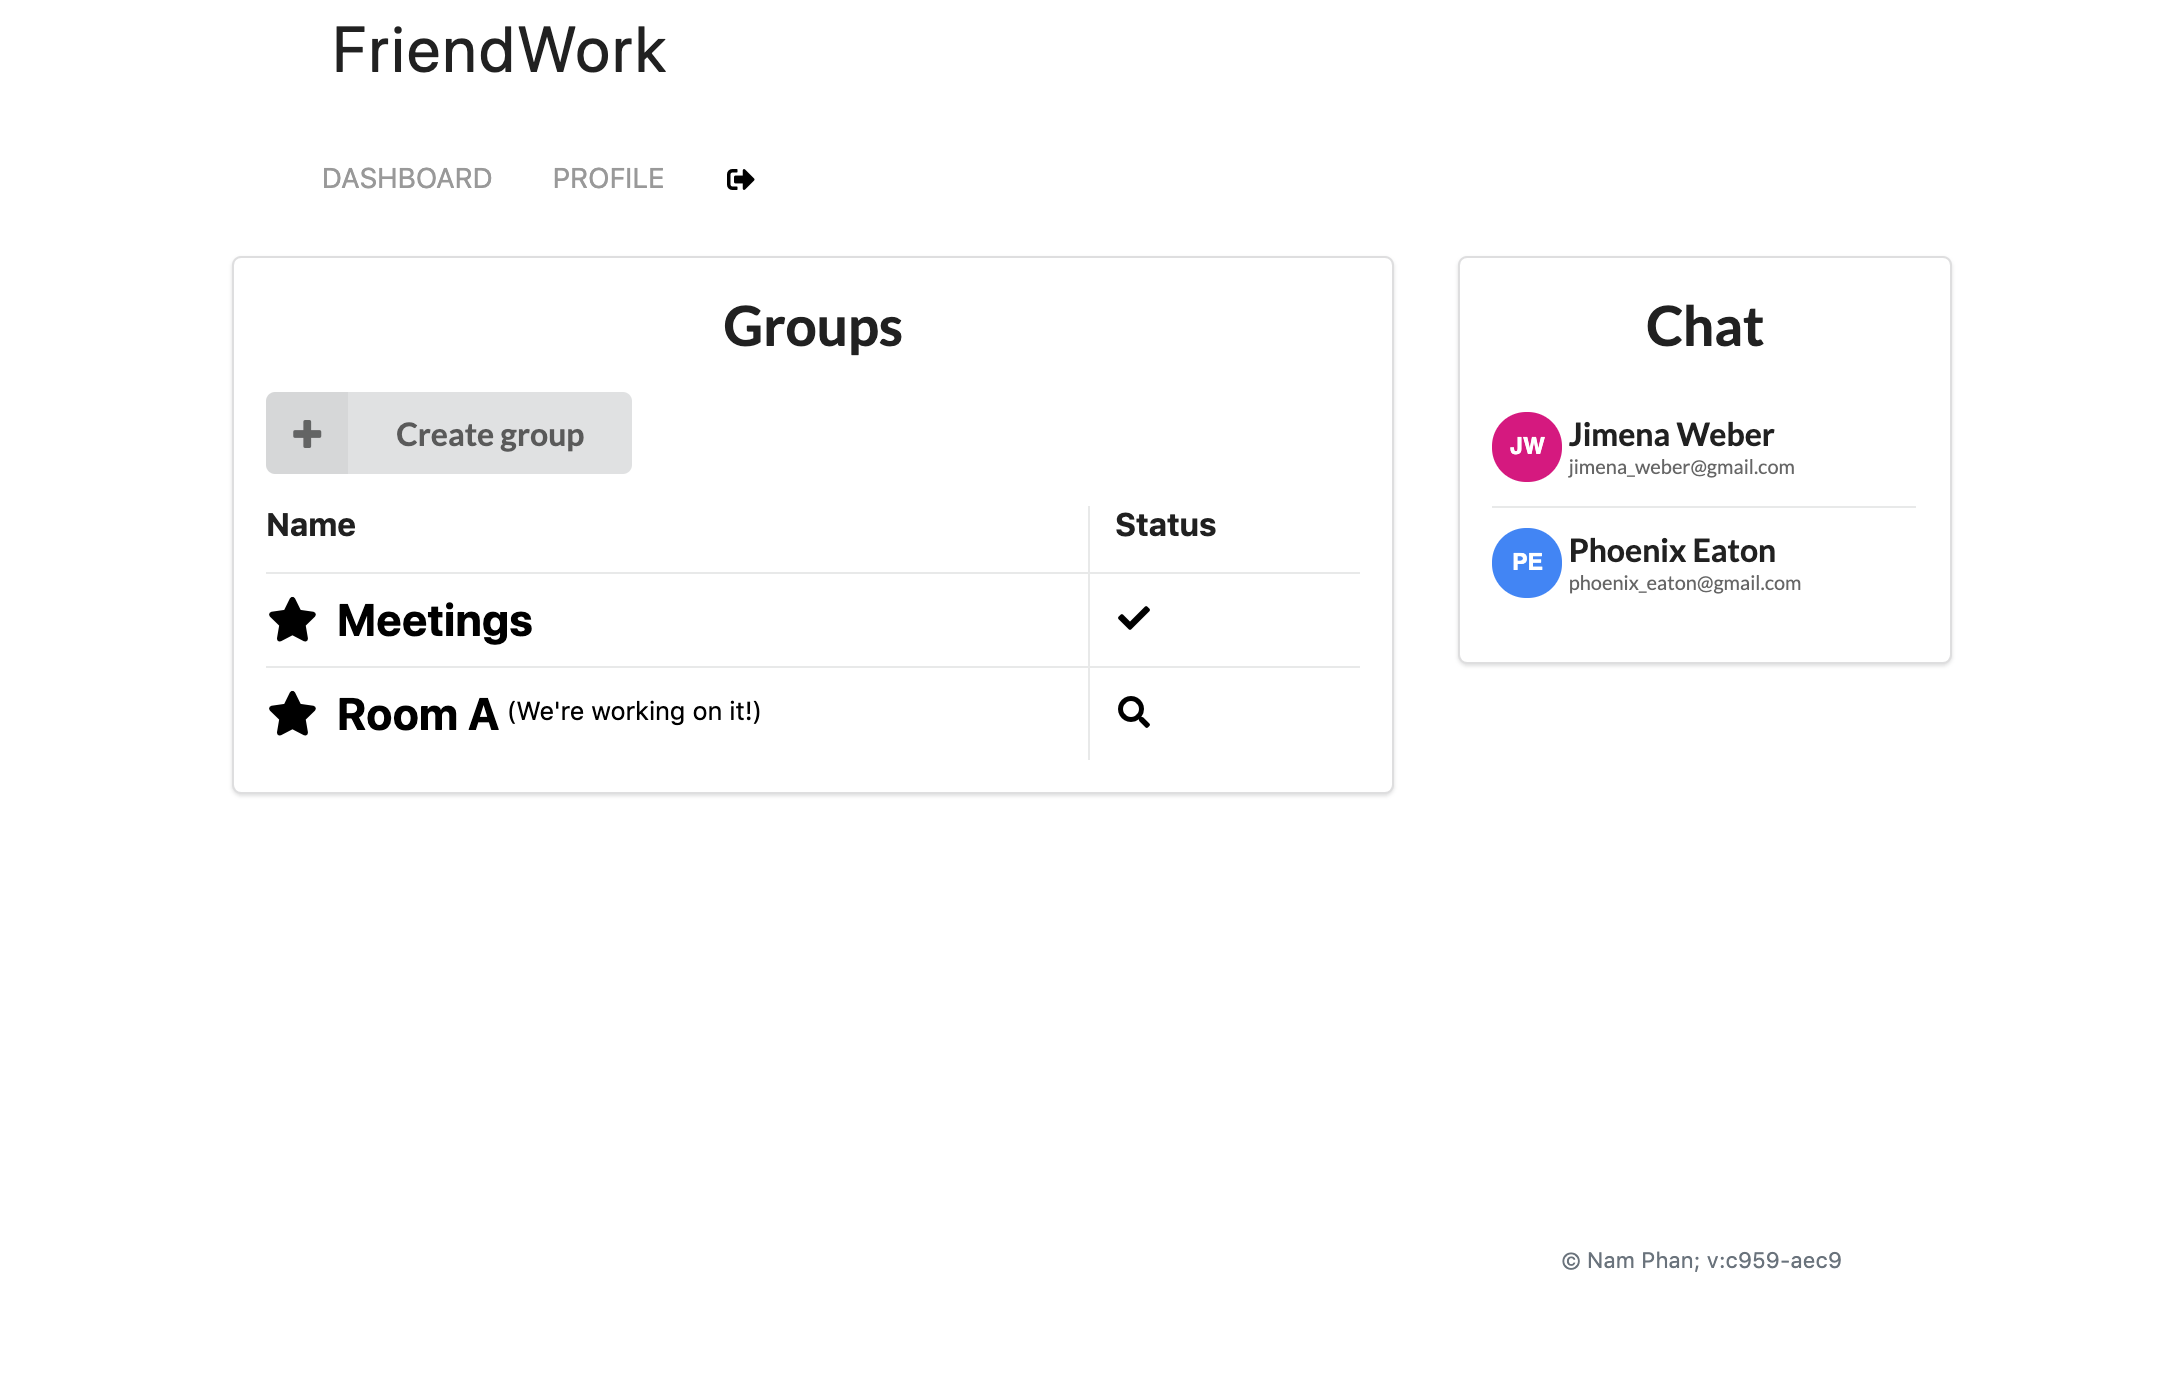 FriendWork
DASHBOARD PROFILE
Groups
Create group
Name Status
Meetings
Room A (We're working on it!)
Chat
JW Jimena Weber
jimena_weber@gmail.com
PE Phoenix Eaton
phoenix_eaton@gmail.com
© Nam Phan; v:c959-aec9